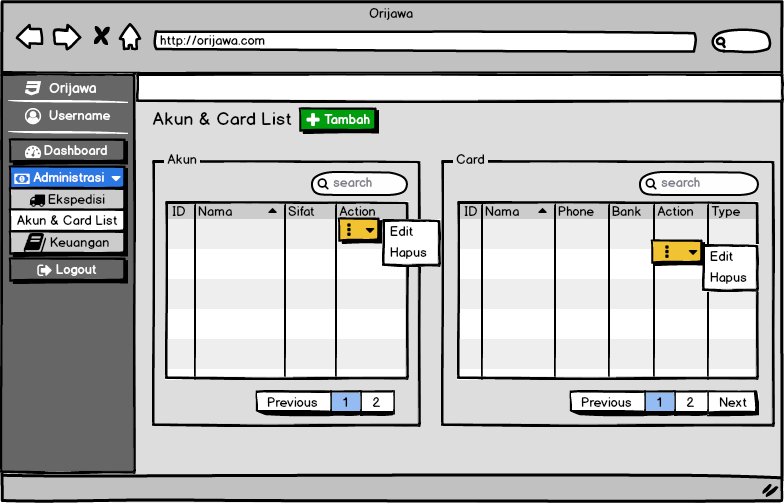 Orijawa
http://orijawa.com
Orijawa
Username
Dashboard
Administrasi
Ekspedisi
Akun & Card List
Keuangan
Logout
Akun & Card List
Tambah
Akun
search
ID Nama Sifat Action
Edit
Hapus
Previous 1 2
Card
search
ID Nama Phone Bank Action Type
Edit
Hapus
Previous 1 2 Next